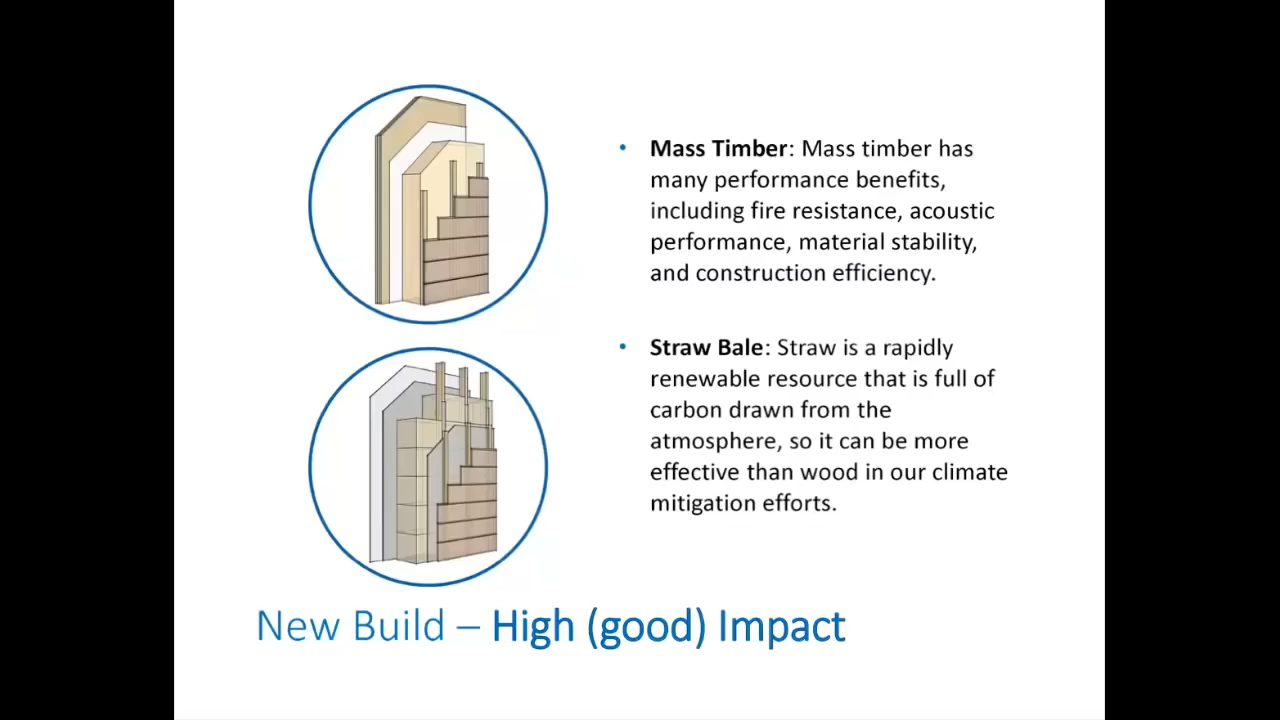 • Mass Timber: Mass timber has
many performance benefits,
including fire resistance, acoustic
performance, material stability,
and construction efficiency.
• Straw Bale: Straw is a rapidly
renewable resource that is full of
carbon drawn from the
atmosphere, so it can be more
effective than wood in our climate
mitigation efforts.
New Build – High (good) Impact